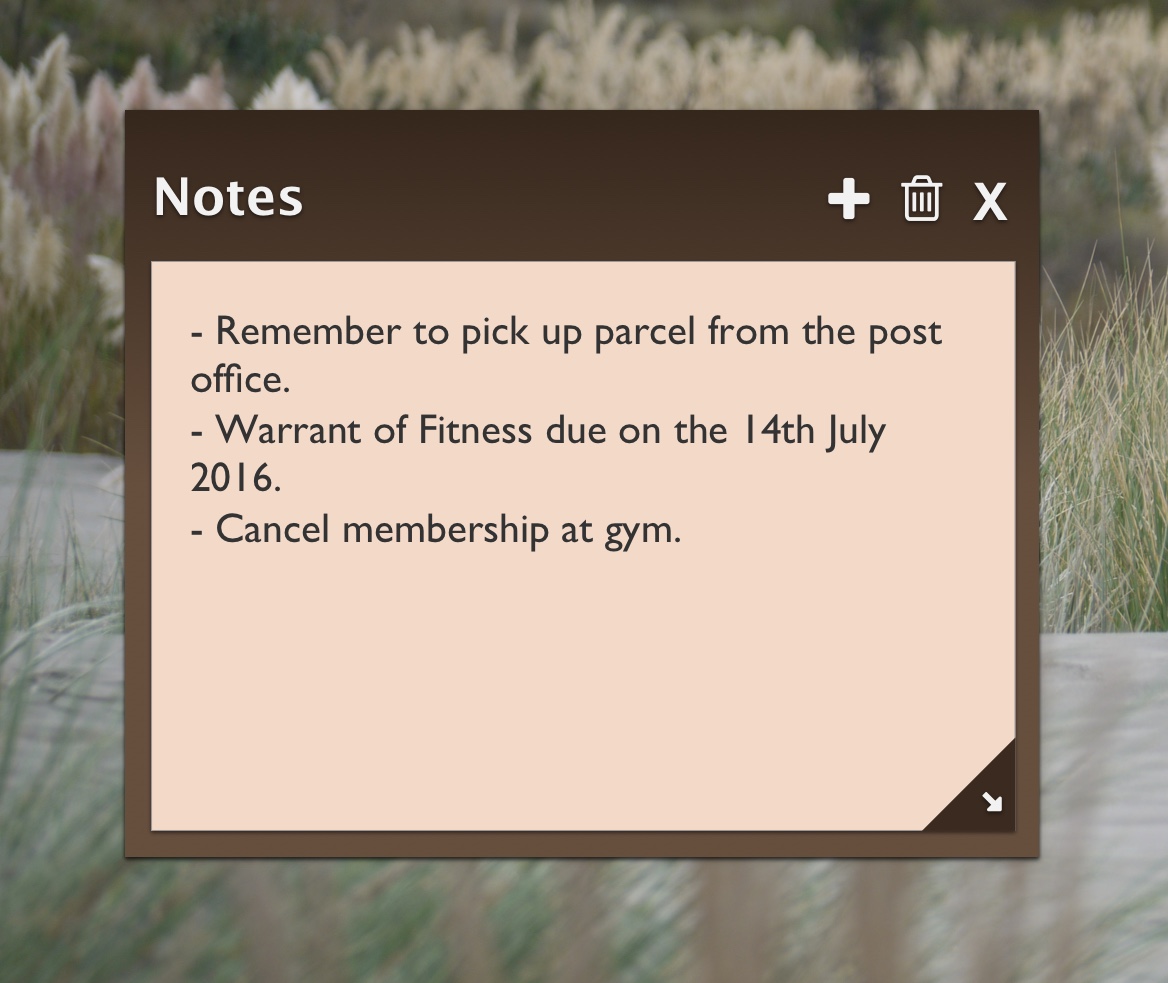 Notes
X
- Remember to pick up parcel from the post
office.
- Warrant of Fitness due on the 14th July
2016.
- Cancel membership at gym.